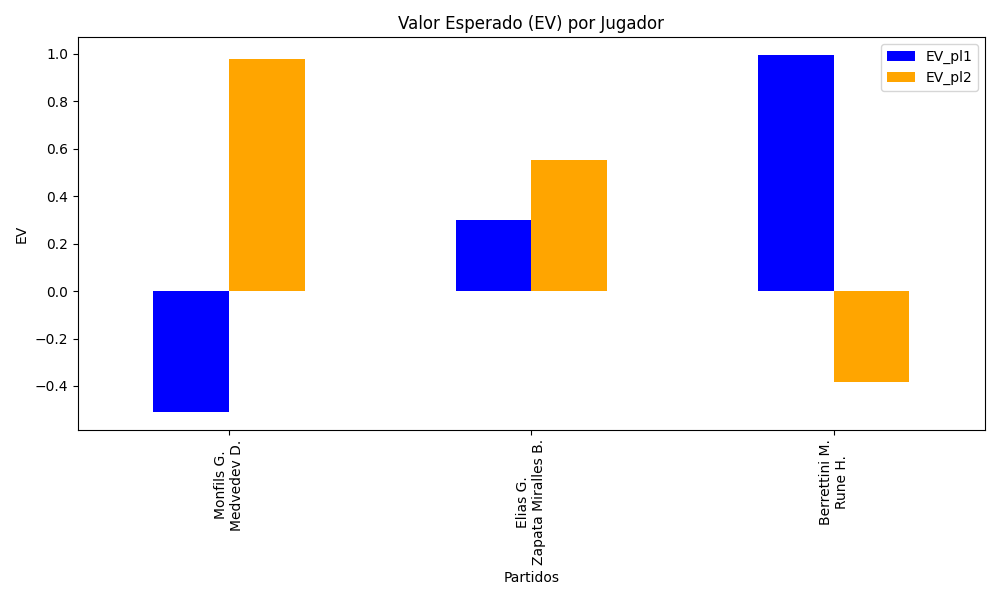 Valor Esperado (EV) por Jugador
EV_pl1
EV_pl2
EV
1.0
0.8
0.6
0.4
0.2
0.0
−0.2
−0.4
Monfils G.
Medvedev D.
Elias G.
Zapata Miralles B.
Berrettini M.
Rune H.
Partidos